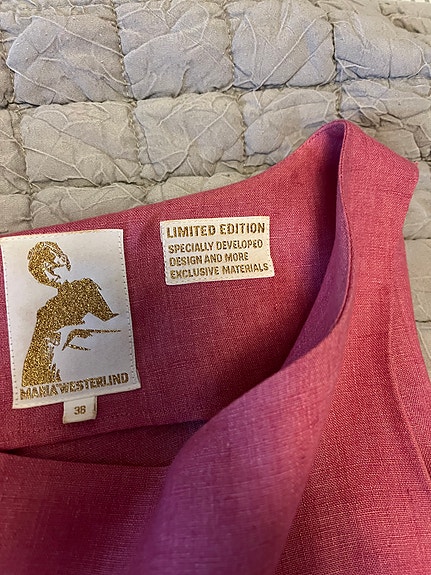 LIMITED EDITION
SPECIALLY DEVELOPED
DESIGN AND MORE
EXCLUSIVE MATERIALS
MARIA WESTERLIND
38